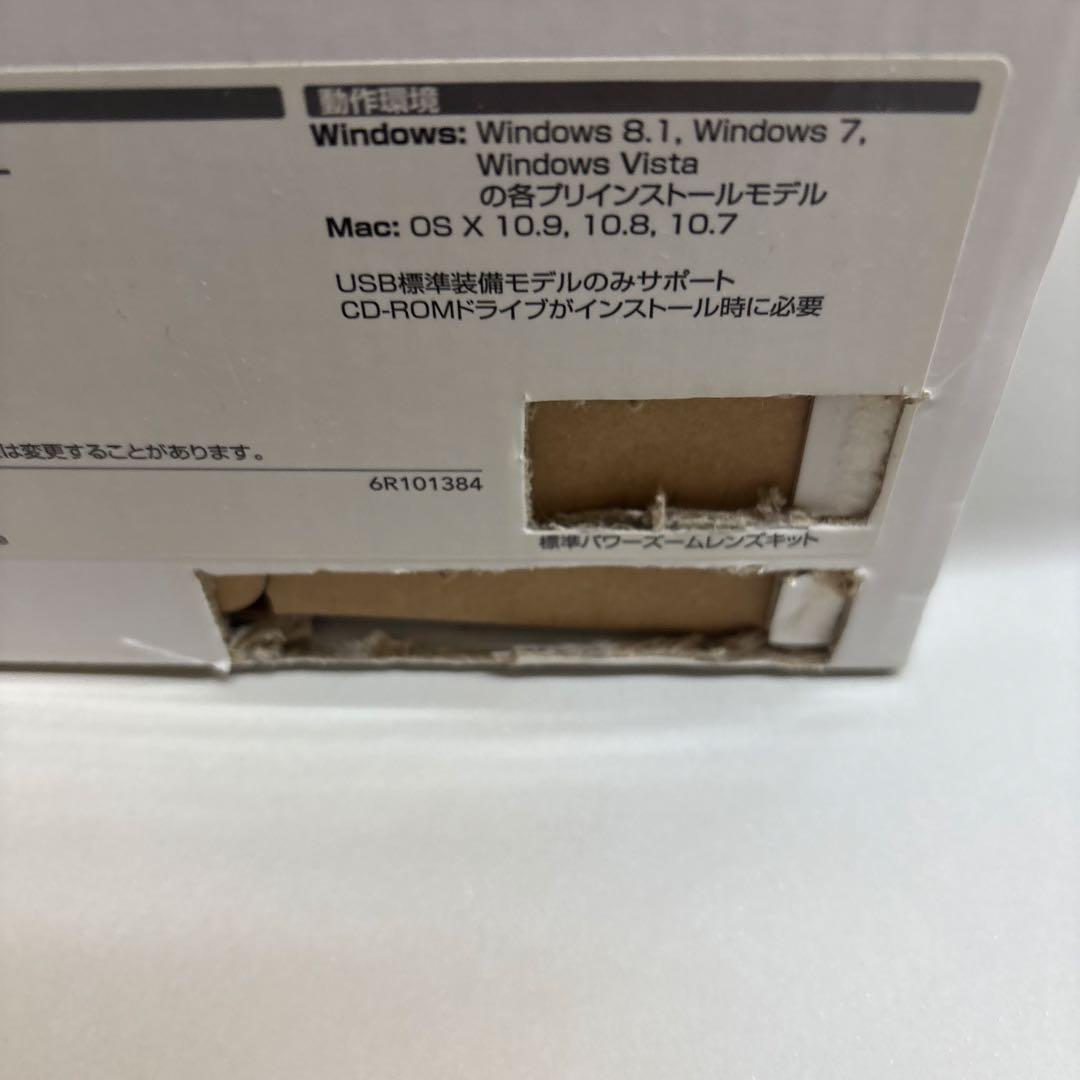 動作環境
Windows: Windows 8.1, Windows 7,
Windows Vista
の各プリインストールモデル
Mac: OS X 10.9, 10.8, 10.7
USB標準装備モデルのみサポート
CD-ROMドライブがインストール時に必要
は変更することがあります。
6R101384
標準パワーズームレンズキット